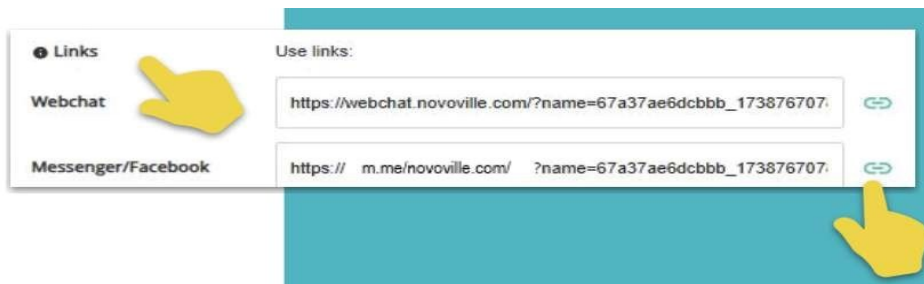 Links
Use links:
Webchat
https://webchat.novoville.com/?name=67a37ae6dcbbb_173876707
Messenger/Facebook
https:// m.me/novoville.com/ ?name=67a37ae6dcbbb_173876707